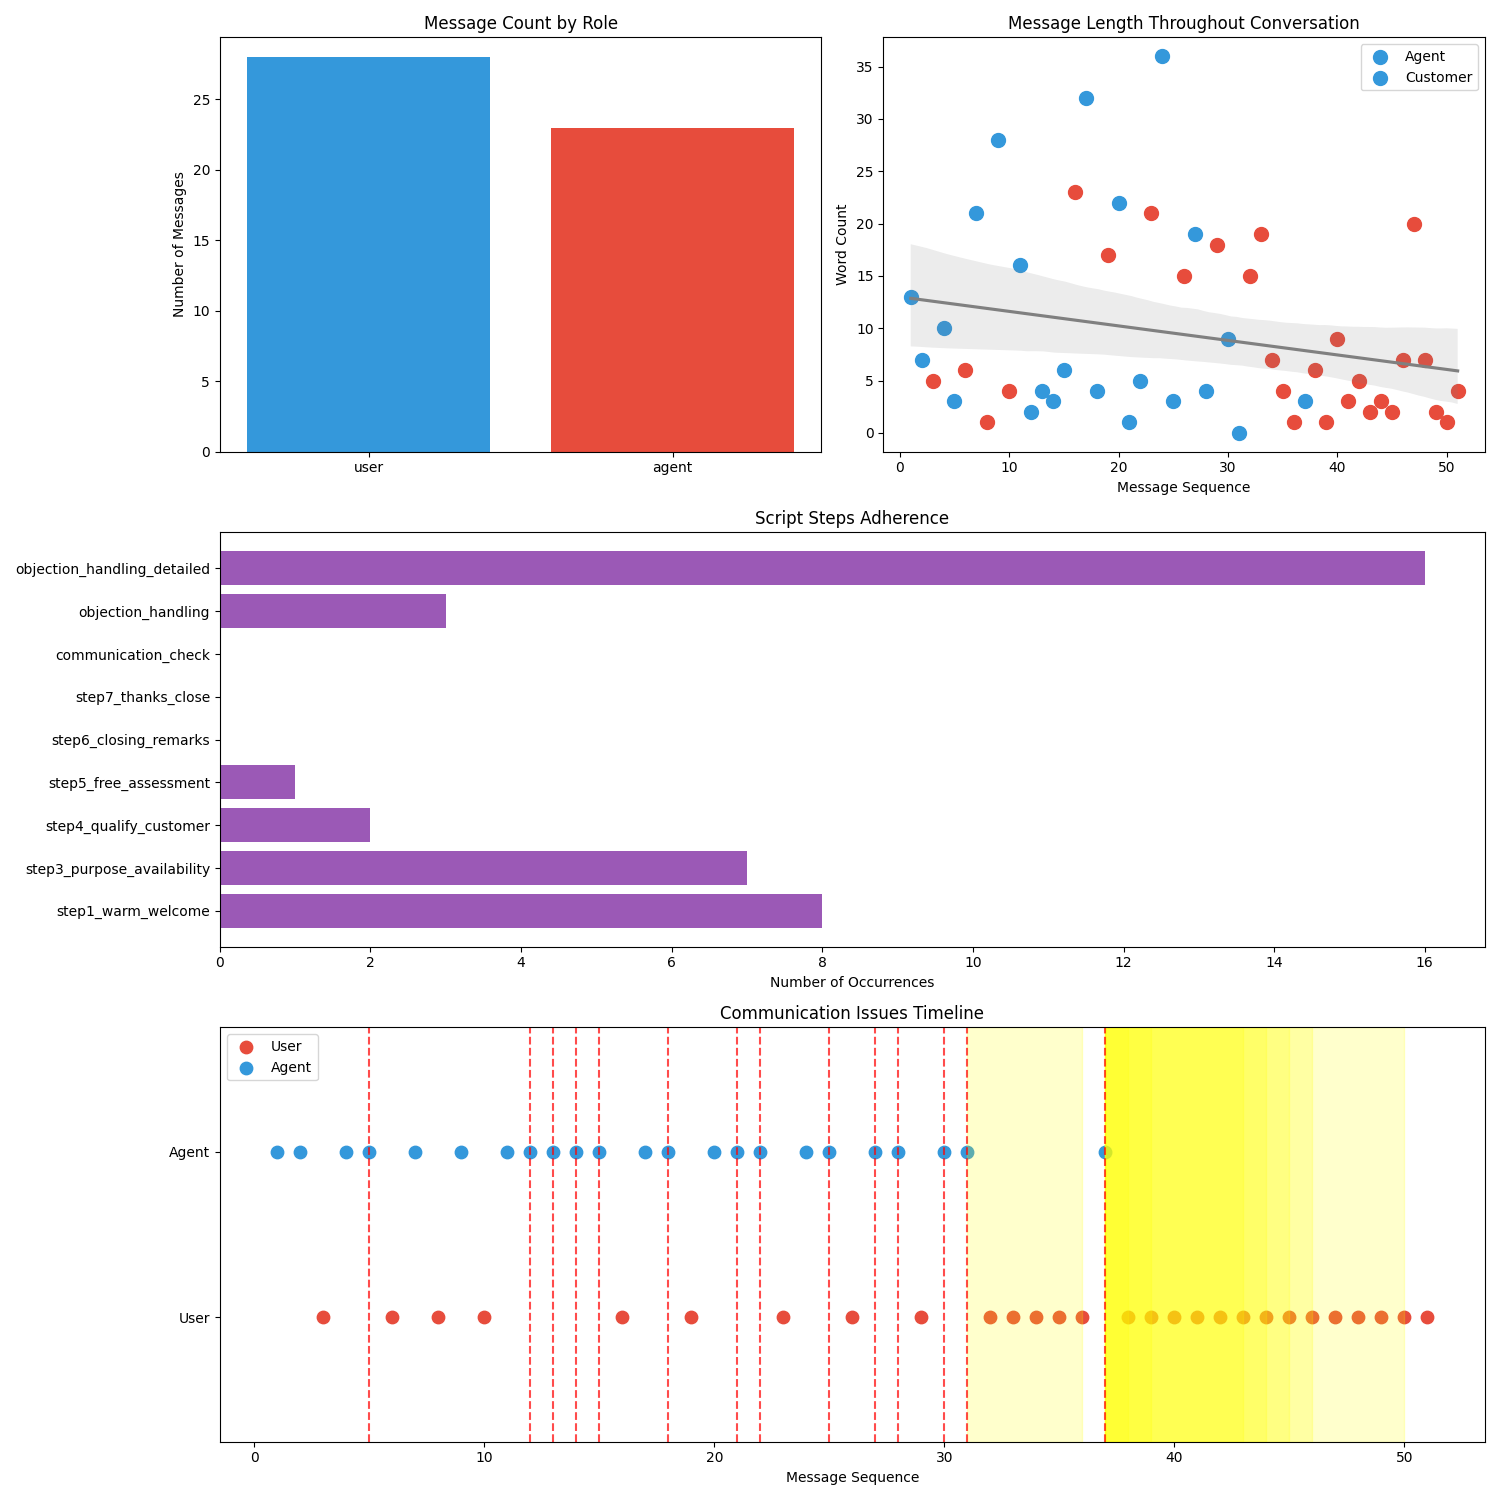 Message Count by Role
Number of Messages
0
5
10
15
20
25
user
agent
Message Length Throughout Conversation
Agent
Customer
Word Count
0
5
10
15
20
25
30
35
0
10
20
30
40
50
Message Sequence
Script Steps Adherence
objection_handling_detailed
objection_handling
communication_check
step7_thanks_close
step6_closing_remarks
step5_free_assessment
step4_qualify_customer
step3_purpose_availability
step1_warm_welcome
0
2
4
6
8
10
12
14
16
Number of Occurrences
Communication Issues Timeline
User
Agent
Agent
User
0
10
20
30
40
50
Message Sequence